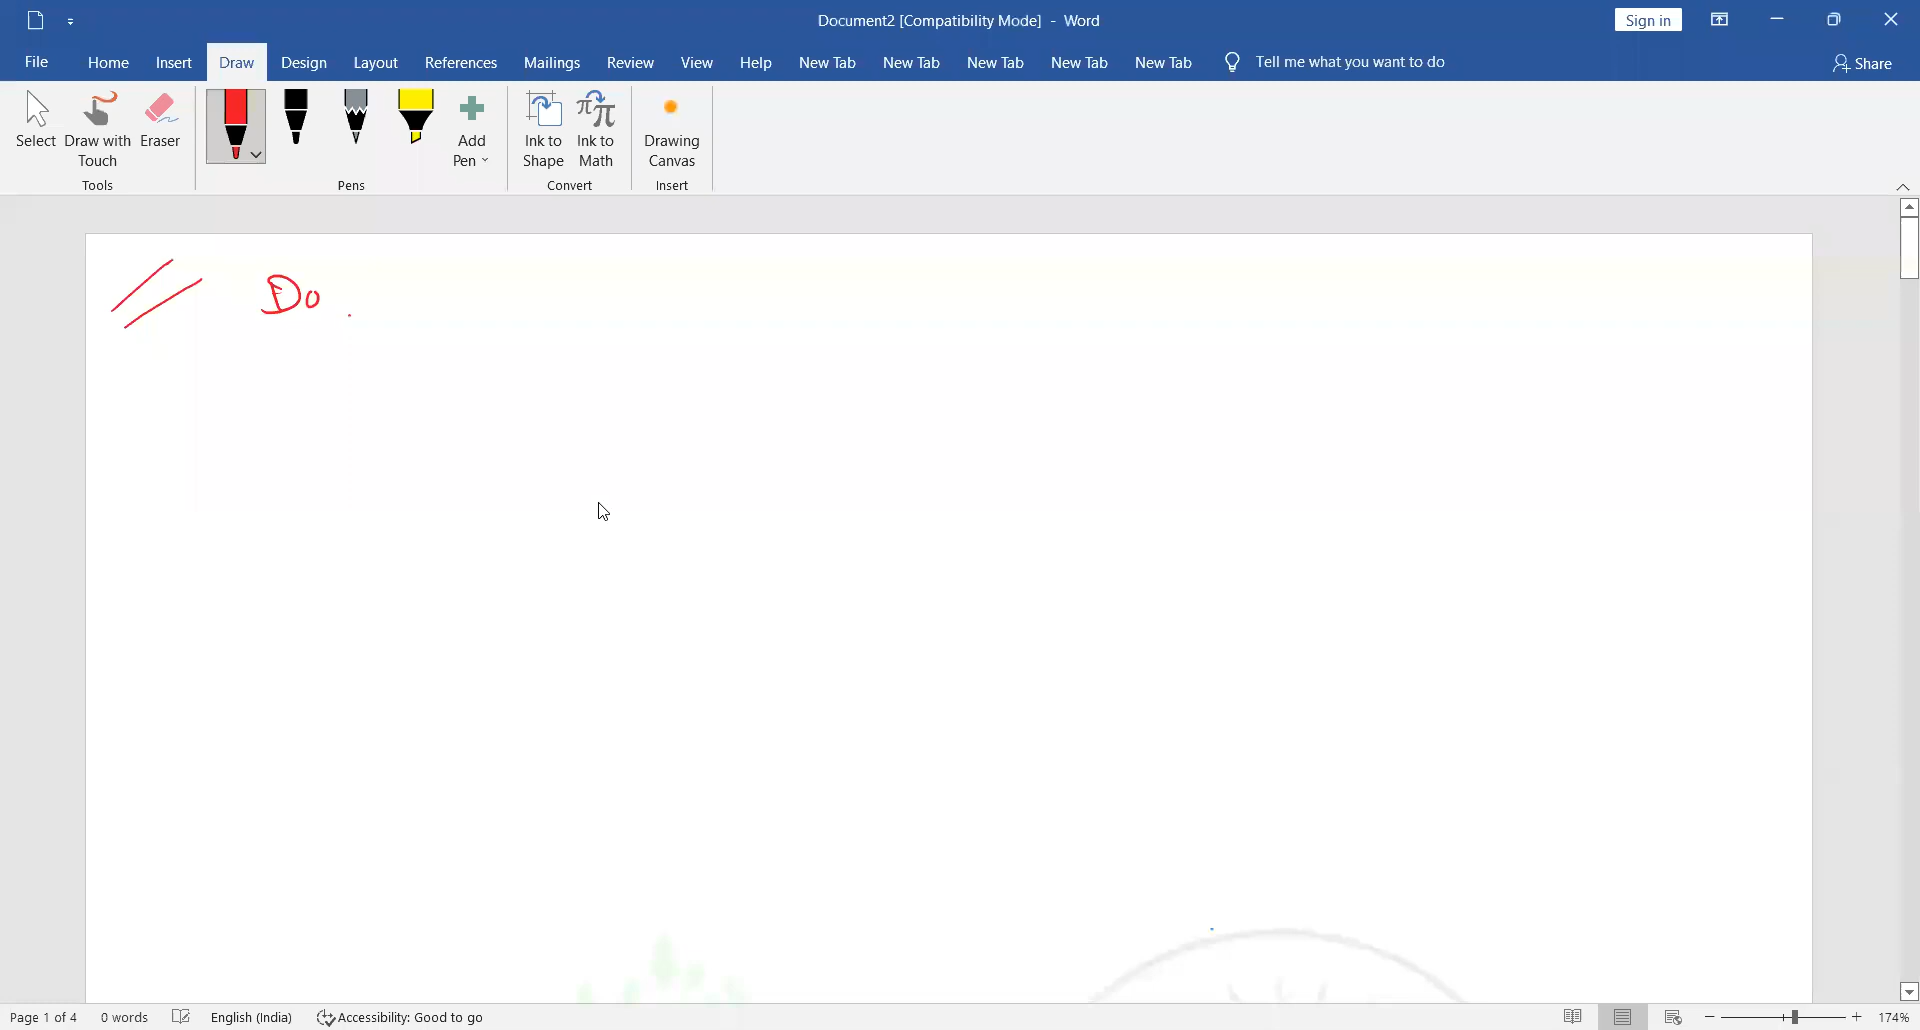 Document2 [Compatibility Mode] - Word
Sign in
File Home Insert Draw Design Layout References Mailings Review View Help New Tab New Tab New Tab New Tab New Tab Tell me what you want to do Share
Select Draw with Touch Eraser Add Pen Ink to Shape Ink to Math Drawing Canvas
Tools Pens Convert Insert
Do
Page 1 of 4 0 words English (India) Accessibility: Good to go 174%